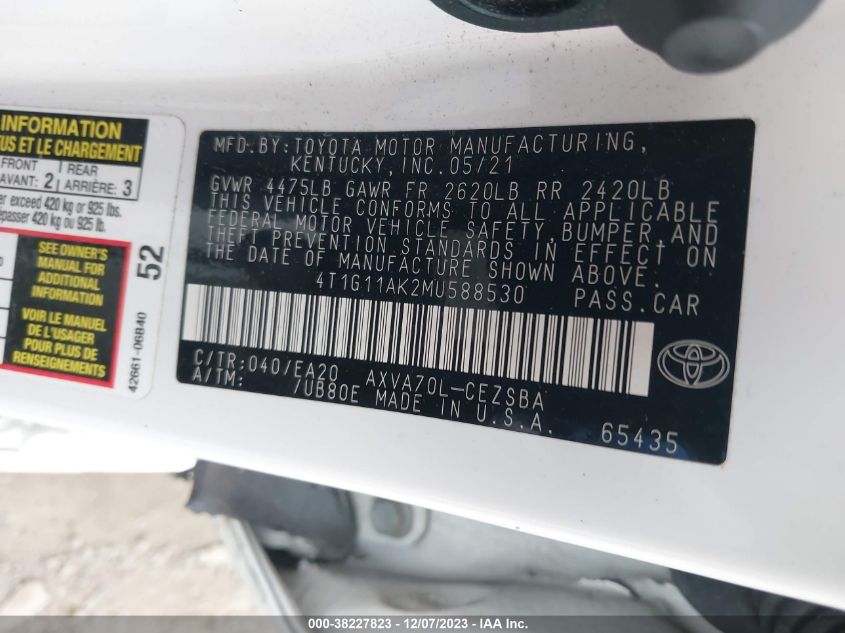 INFORMATION
US ET LE CHARGEMENT
FRONT
AVANT: 2
REAR
ARRIÈRE: 3
exceed 420 kg or 925 lbs.
épasser 420 kg ou 925 lb.
SEE OWNER'S
MANUAL FOR
ADDITIONAL
INFORMATION
VOIR LE MANUEL
DE L'USAGER
POUR PLUS DE
RENSEIGNEMENTS
52
42661-06B40
MFD. BY: TOYOTA MOTOR MANUFACTURING,
KENTUCKY, INC. 05/21
GVWR 4475LB GAWR FR 2620LB RR 2420LB
THIS VEHICLE CONFORMS TO ALL APPLICABLE
FEDERAL MOTOR VEHICLE SAFETY, BUMPER, AND
THEFT PREVENTION STANDARDS IN EFFECT ON
THE DATE OF MANUFACTURE SHOWN ABOVE.
4T1G11AK2MU588530 PASS.CAR
C/TR: 040/EA20 AXVA70L-CEZSBA
A/TM: /UB80E MADE IN U.S.A.
65435
000-38227823 - 12/07/2023 - IAA Inc.